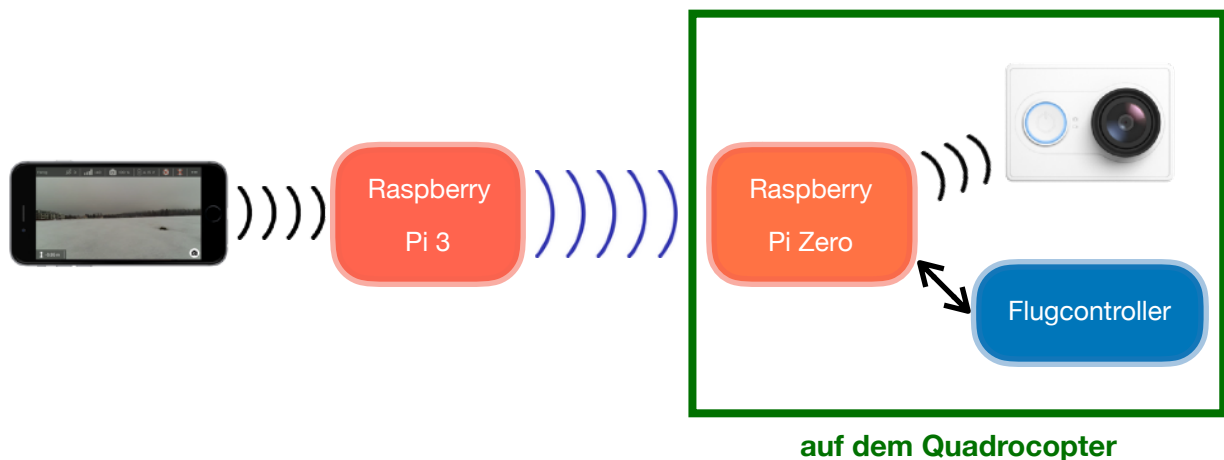 Raspberry
Pi 3
Raspberry
Pi Zero
Flugcontroller
auf dem Quadrocopter